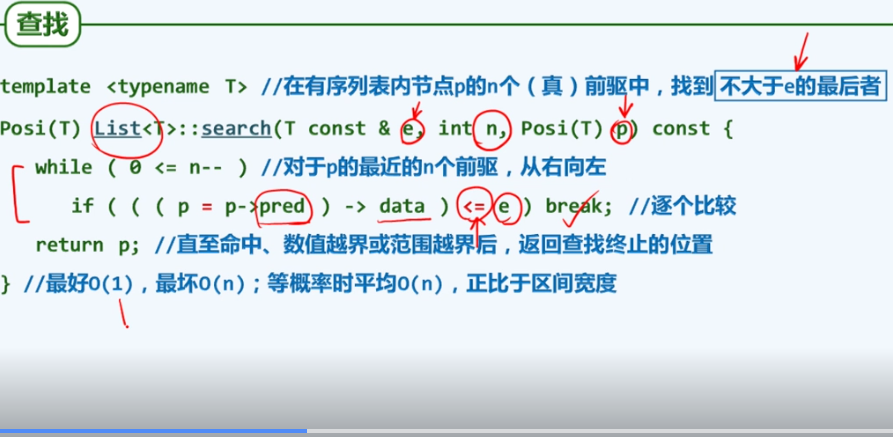 查找
template <typename T> //在有序列表内节点p的n个（真）前驱中，找到不大于e的最后者
Posi(T) List<T>::search(T const & e, int n, Posi(T) p) const {
while ( 0 <= n-- ) //对于p的最近的n个前驱，从右向左
if ( ( ( p = p->pred ) -> data ) <= e ) break; //逐个比较
return p; //直至命中、数值越界或范围越界后，返回查找终止的位置
} //最好O(1)，最坏O(n)；等概率时平均O(n)，正比于区间宽度